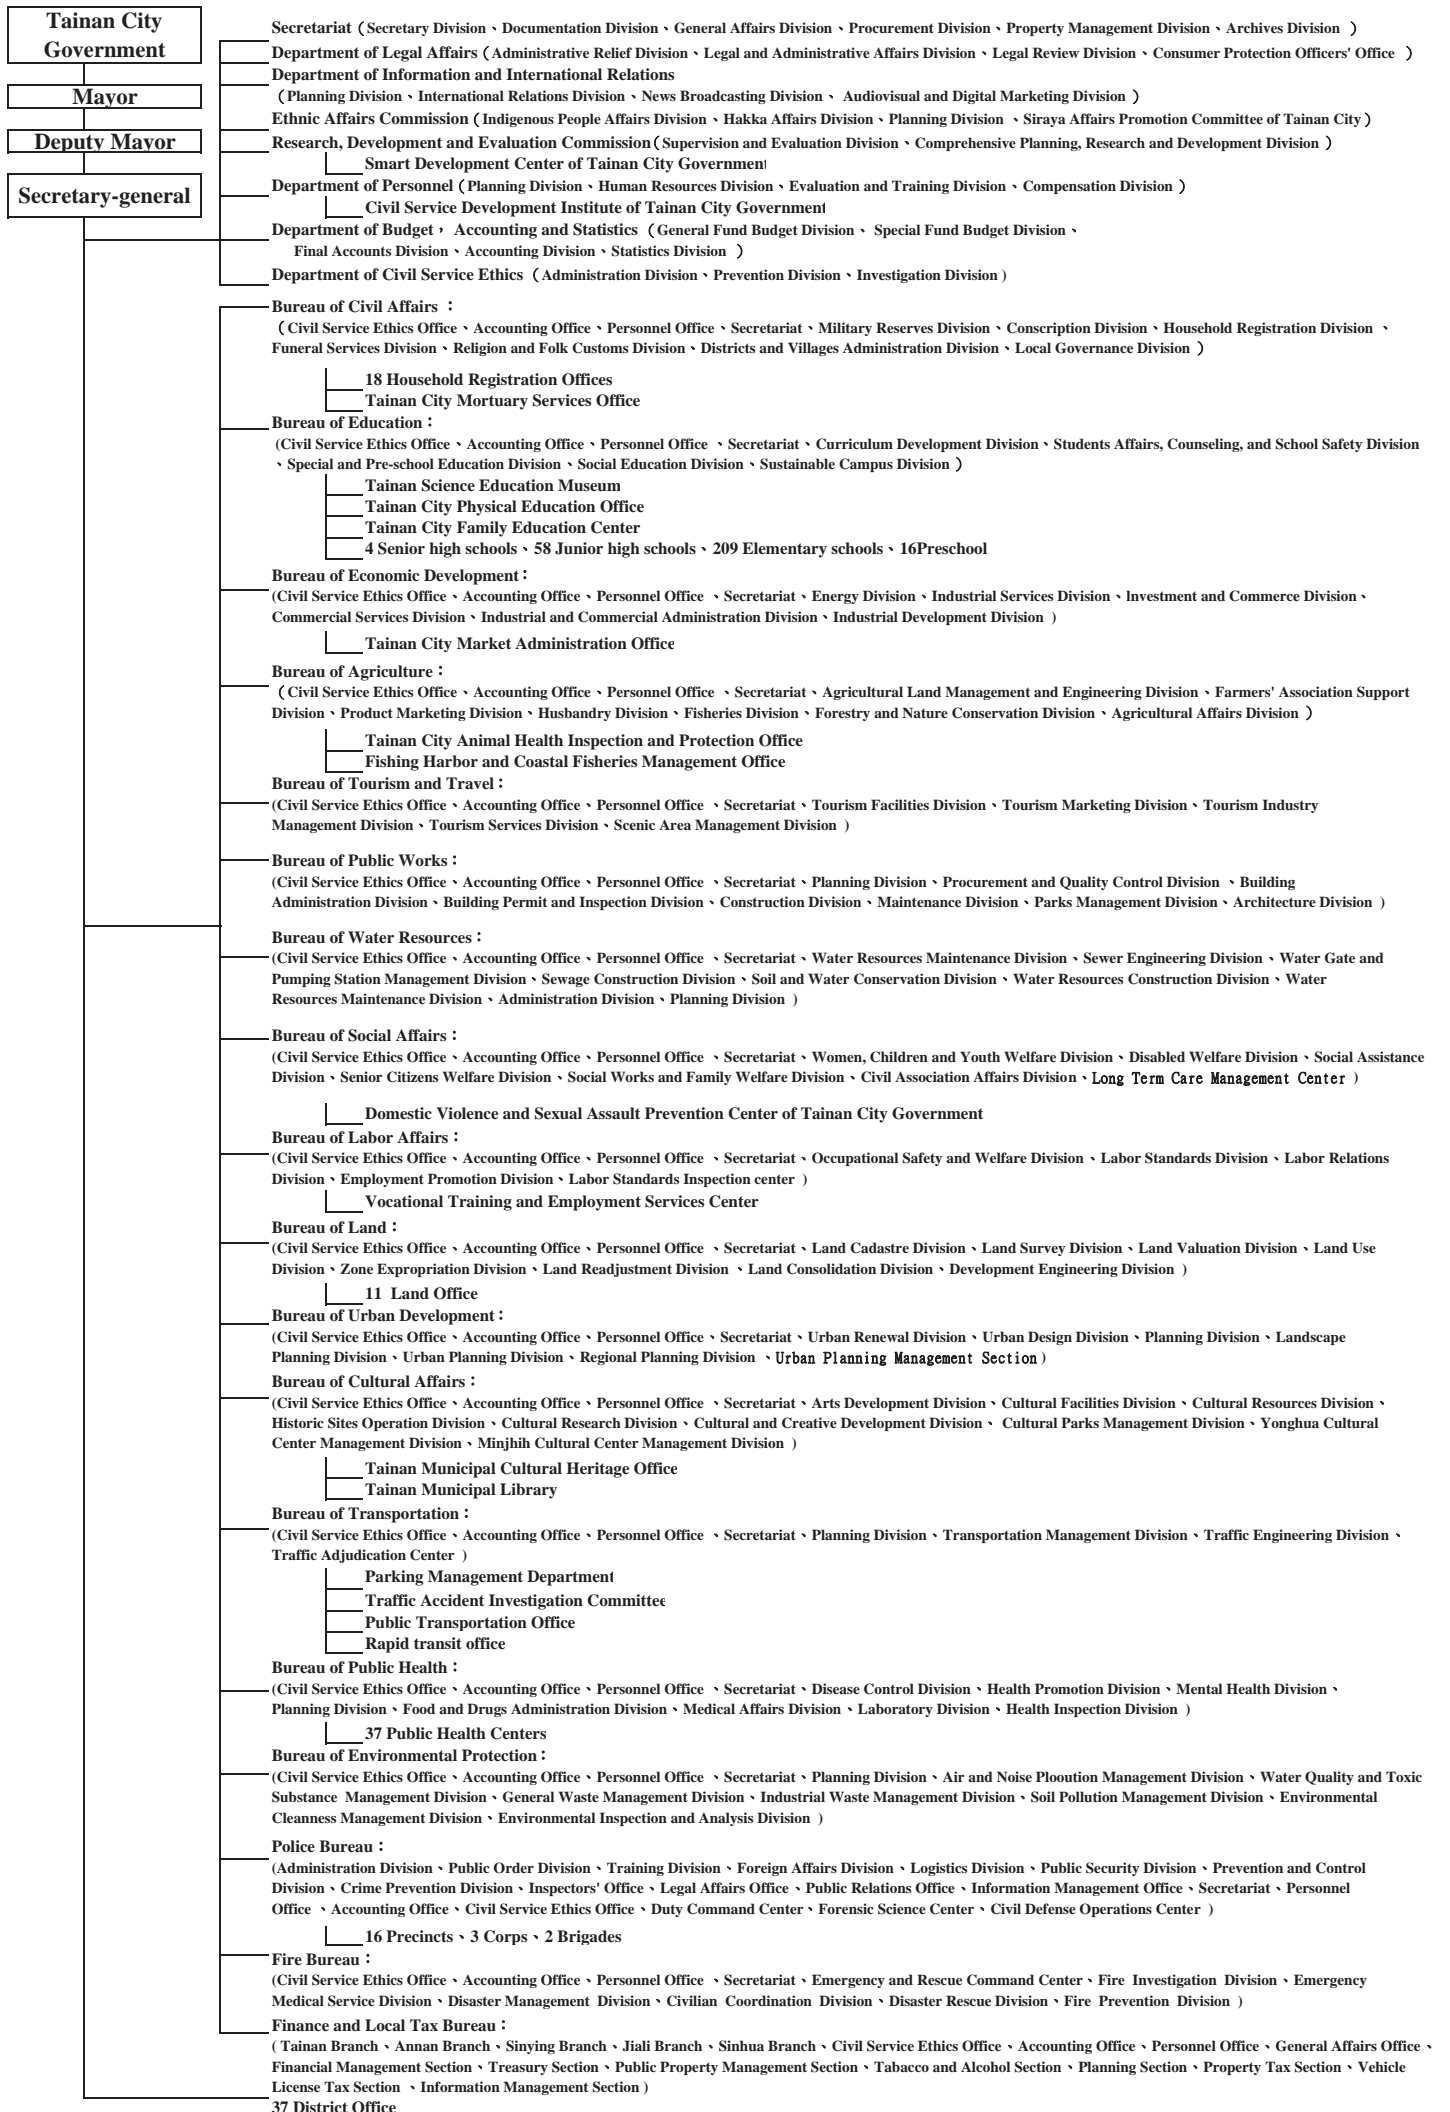 Tainan City
Government
Mayor
Deputy Mayor
Secretary-general
Secretariat（Secretary Division、Documentation Division、General Affairs Division、Procurement Division、Property Management Division、Archives Division ）
Department of Legal Affairs（Administrative Relief Division、Legal and Administrative Affairs Division、Legal Review Division、Consumer Protection Officers' Office ）
Department of Information and International Relations
（Planning Division、International Relations Division、News Broadcasting Division、 Audiovisual and Digital Marketing Division ）
Ethnic Affairs Commission（Indigenous People Affairs Division、Hakka Affairs Division、Planning Division 、Siraya Affairs Promotion Committee of Tainan City）
Research, Development and Evaluation Commission（Supervision and Evaluation Division、Comprehensive Planning, Research and Development Division ）
Smart Development Center of Tainan City Government
Department of Personnel（Planning Division、Human Resources Division、Evaluation and Training Division、Compensation Division ）
Civil Service Development Institute of Tainan City Government
Department of Budget， Accounting and Statistics （General Fund Budget Division、 Special Fund Budget Division、
Final Accounts Division、Accounting Division、Statistics Division ）
Department of Civil Service Ethics （Administration Division、Prevention Division、Investigation Division )
Bureau of Civil Affairs ：
（Civil Service Ethics Office、Accounting Office、Personnel Office、Secretariat、Military Reserves Division、Conscription Division、Household Registration Division 、
Funeral Services Division、Religion and Folk Customs Division、Districts and Villages Administration Division、Local Governance Division ）
18 Household Registration Offices
Tainan City Mortuary Services Office
Bureau of Education：
(Civil Service Ethics Office、Accounting Office、Personnel Office 、Secretariat、Curriculum Development Division、Students Affairs, Counseling, and School Safety Division
、Special and Pre-school Education Division、Social Education Division、Sustainable Campus Division ）
Tainan Science Education Museum
Tainan City Physical Education Office
Tainan City Family Education Center
4 Senior high schools、58 Junior high schools、209 Elementary schools、16Preschool
Bureau of Economic Development：
(Civil Service Ethics Office、Accounting Office、Personnel Office 、Secretariat、Energy Division、Industrial Services Division、lnvestment and Commerce Division、
Commercial Services Division、Industrial and Commercial Administration Division、Industrial Development Division )
Tainan City Market Administration Office
Bureau of Agriculture：
（Civil Service Ethics Office、Accounting Office、Personnel Office 、Secretariat、Agricultural Land Management and Engineering Division、Farmers' Association Support
Division、Product Marketing Division、Husbandry Division、Fisheries Division、Forestry and Nature Conservation Division、Agricultural Affairs Division ）
Tainan City Animal Health Inspection and Protection Office
Fishing Harbor and Coastal Fisheries Management Office
Bureau of Tourism and Travel：
(Civil Service Ethics Office、Accounting Office、Personnel Office 、Secretariat、Tourism Facilities Division、Tourism Marketing Division、Tourism Industry
Management Division、Tourism Services Division、Scenic Area Management Division )
Bureau of Public Works：
(Civil Service Ethics Office、Accounting Office、Personnel Office 、Secretariat、Planning Division、Procurement and Quality Control Division 、Building
Administration Division、Building Permit and Inspection Division、Construction Division、Maintenance Division、Parks Management Division、Architecture Division )
Bureau of Water Resources：
(Civil Service Ethics Office、Accounting Office、Personnel Office 、Secretariat、Water Resources Maintenance Division、Sewer Engineering Division、Water Gate and
Pumping Station Management Division、Sewage Construction Division、Soil and Water Conservation Division、Water Resources Construction Division、Water
Resources Maintenance Division、Administration Division、Planning Division )
Bureau of Social Affairs：
(Civil Service Ethics Office、Accounting Office、Personnel Office 、Secretariat、Women, Children and Youth Welfare Division、Disabled Welfare Division、Social Assistance
Division、Senior Citizens Welfare Division、Social Works and Family Welfare Division、Civil Association Affairs Division、Long Term Care Management Center )
Domestic Violence and Sexual Assault Prevention Center of Tainan City Government
Bureau of Labor Affairs：
(Civil Service Ethics Office、Accounting Office、Personnel Office 、Secretariat、Occupational Safety and Welfare Division、Labor Standards Division、Labor Relations
Division、Employment Promotion Division、Labor Standards Inspection center )
Vocational Training and Employment Services Center
Bureau of Land：
(Civil Service Ethics Office、Accounting Office、Personnel Office 、Secretariat、Land Cadastre Division、Land Survey Division、Land Valuation Division、Land Use
Division、Zone Expropriation Division、Land Readjustment Division 、Land Consolidation Division、Development Engineering Division )
11 Land Office
Bureau of Urban Development：
(Civil Service Ethics Office、Accounting Office、Personnel Office、Secretariat、Urban Renewal Division、Urban Design Division、Planning Division、Landscape
Planning Division、Urban Planning Division、Regional Planning Division 、Urban Planning Management Section)
Bureau of Cultural Affairs：
(Civil Service Ethics Office、Accounting Office、Personnel Office 、Secretariat、Arts Development Division、Cultural Facilities Division、Cultural Resources Division、
Historic Sites Operation Division、Cultural Research Division、Cultural and Creative Development Division、 Cultural Parks Management Division、Yonghua Cultural
Center Management Division、Minjhih Cultural Center Management Division )
Tainan Municipal Cultural Heritage Office
Tainan Municipal Library
Bureau of Transportation：
(Civil Service Ethics Office、Accounting Office、Personnel Office 、Secretariat、Planning Division、Transportation Management Division、Traffic Engineering Division、
Traffic Adjudication Center )
Parking Management Department
Traffic Accident Investigation Committee
Public Transportation Office
Rapid transit office
Bureau of Public Health：
(Civil Service Ethics Office、Accounting Office、Personnel Office 、Secretariat、Disease Control Division、Health Promotion Division、Mental Health Division、
Planning Division、Food and Drugs Administration Division、Medical Affairs Division、Laboratory Division、Health Inspection Division )
37 Public Health Centers
Bureau of Environmental Protection：
(Civil Service Ethics Office、Accounting Office、Personnel Office 、Secretariat、Planning Division、Air and Noise Plooution Management Division、Water Quality and Toxic
Substance Management Division、General Waste Management Division、Industrial Waste Management Division、Soil Pollution Management Division、Environmental
Cleanness Management Division、Environmental Inspection and Analysis Division )
Police Bureau：
(Administration Division、Public Order Division、Training Division、Foreign Affairs Division、Logistics Division、Public Security Division、Prevention and Control
Division、Crime Prevention Division、Inspectors' Office、Legal Affairs Office、Public Relations Office、Information Management Office、Secretariat、Personnel
Office 、Accounting Office、Civil Service Ethics Office、Duty Command Center、Forensic Science Center、Civil Defense Operations Center )
16 Precincts、3 Corps、2 Brigades
Fire Bureau：
(Civil Service Ethics Office、Accounting Office、Personnel Office 、Secretariat、Emergency and Rescue Command Center、Fire Investigation Division、Emergency
Medical Service Division、Disaster Management Division、Civilian Coordination Division、Disaster Rescue Division、Fire Prevention Division )
Finance and Local Tax Bureau：
( Tainan Branch、Annan Branch、Sinying Branch、Jiali Branch、Sinhua Branch、Civil Service Ethics Office、Accounting Office、Personnel Office、General Affairs Office、
Financial Management Section、Treasury Section、Public Property Management Section、Tabacco and Alcohol Section、Planning Section、Property Tax Section、Vehicle
License Tax Section 、Information Management Section )
37 District Office